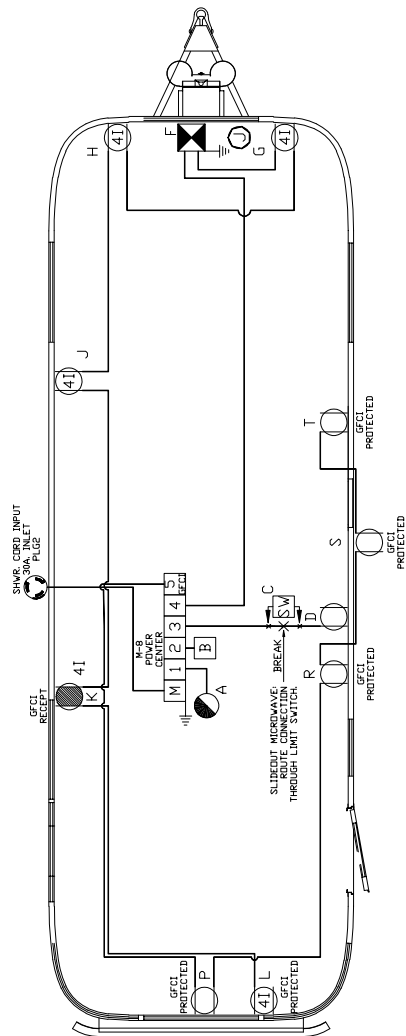 SHWR. CORD INPUT
30A. INLET
PLG2
GFCI
RECEPT
4I
K
4I
J
4I
H
M-8
POWER
CENTER
M 1 2 3 4 5
GFCI
A
B
F
J
G
4I
C
SW
BREAK
SLIDEOUT MICROWAVE:
ROUTE CONNECTION
THROUGH LIMIT SWITCH.
D
GFCI
PROTECTED
P
4I
L
GFCI
PROTECTED
R
GFCI
PROTECTED
S
GFCI
PROTECTED
T
GFCI
PROTECTED